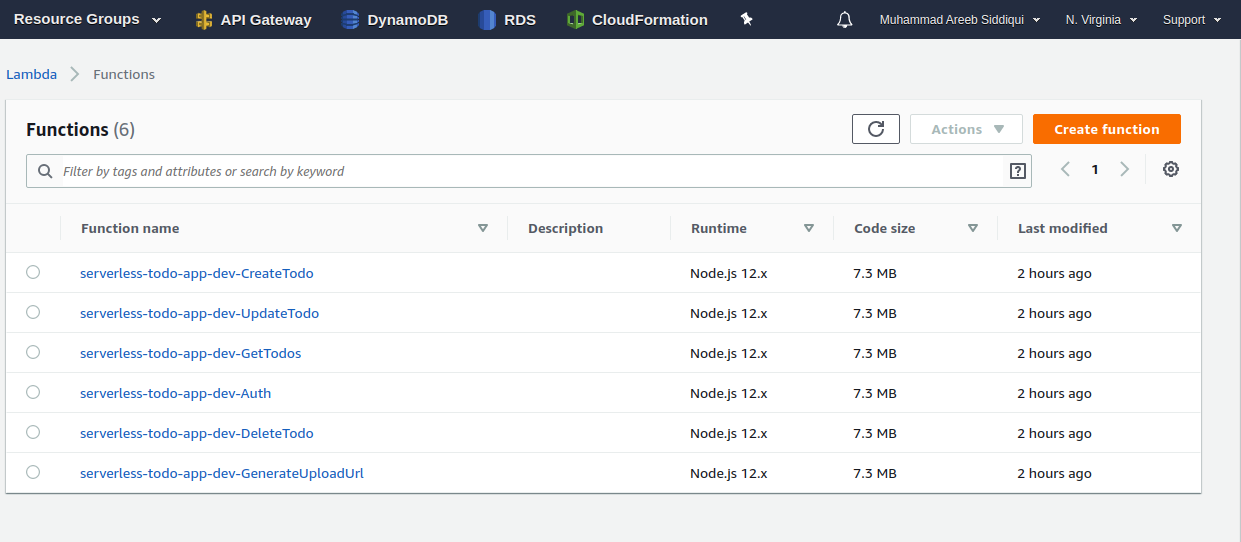 Resource Groups API Gateway DynamoDB RDS CloudFormation Muhammad Areeb Siddiqui N. Virginia Support
Lambda Functions
Functions (6) Actions Create function
Filter by tags and attributes or search by keyword ? 1
Function name Description Runtime Code size Last modified
serverless-todo-app-dev-CreateTodo Node.js 12.x 7.3 MB 2 hours ago
serverless-todo-app-dev-UpdateTodo Node.js 12.x 7.3 MB 2 hours ago
serverless-todo-app-dev-GetTodos Node.js 12.x 7.3 MB 2 hours ago
serverless-todo-app-dev-Auth Node.js 12.x 7.3 MB 2 hours ago
serverless-todo-app-dev-DeleteTodo Node.js 12.x 7.3 MB 2 hours ago
serverless-todo-app-dev-GenerateUploadUrl Node.js 12.x 7.3 MB 2 hours ago